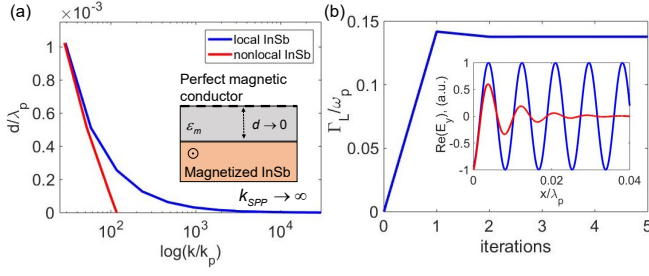 (a)
×10⁻³
1
0.8
0.6
0.4
0.2
0
d/λp
local InSb
nonlocal InSb
Perfect magnetic
conductor
εm
d → 0
Magnetized InSb
kSPP → ∞
10²
10³
10⁴
log(k/kp)
(b)
0.15
0.10
0.05
0
ΓL/ωp
1
0.5
0
-0.5
-1
Re(Ey), (a.u.)
0
0.02
0.04
x/λp
0
1
2
3
4
5
iterations